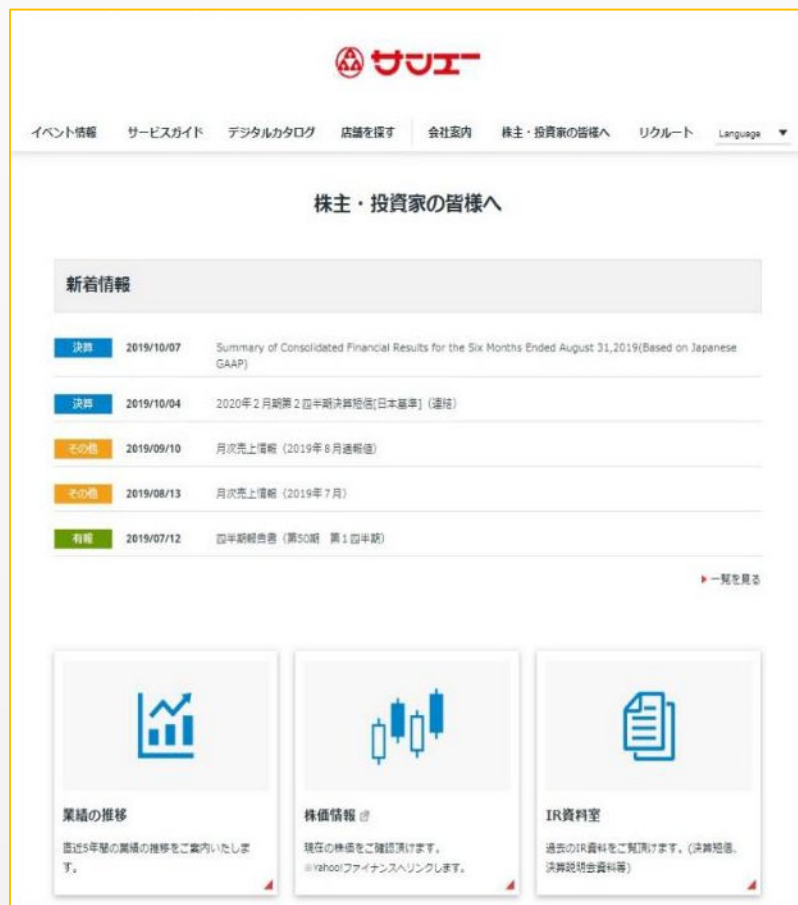 サンエー
イベント情報 サービスガイド デジタルカタログ 店舗を探す 会社案内 株主・投資家の皆様へ リクルート Language
株主・投資家の皆様へ
新着情報
決算 2019/10/07 Summary of Consolidated Financial Results for the Six Months Ended August 31,2019(Based on Japanese
GAAP)
決算 2019/10/04 2020年2月期第2四半期決算短信[日本基準]（連結）
その他 2019/09/10 月次売上情報（2019年8月速報値）
その他 2019/08/13 月次売上情報（2019年7月）
有報 2019/07/12 四半期報告書（第50期 第1四半期）
一覧を見る
業績の推移 株価情報 IR資料室
直近5年間の業績の推移をご案内いたしま 現在の株価をご確認頂けます。 過去のIR資料をご覧頂けます。(決算短信、
す。 ※Yahoo!ファイナンスへリンクします。 決算説明会資料等)